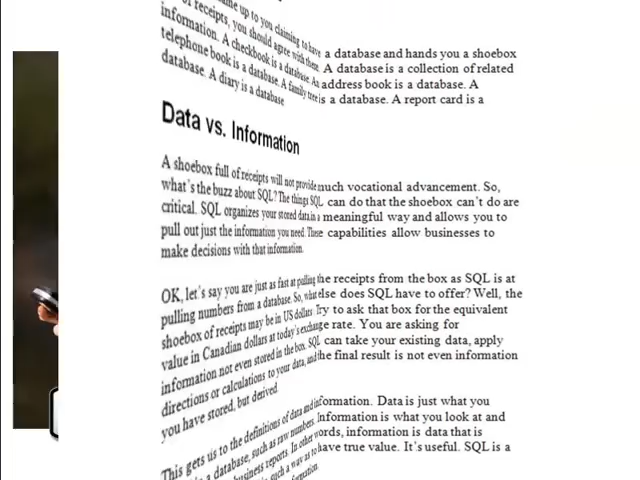 me up to you claiming to have a database and hands you a shoebox
of receipts, you should agree with these. A database is a collection of related
information. A checkbook is a database. An address book is a database. A
telephone book is a database. A family tree is a database. A report card is a
database. A diary is a database
Data vs. Information
A shoebox full of receipts will not provide much vocational advancement. So,
what's the buzz about SQL? The things SQL can do that the shoebox can't do are
critical. SQL organizes your stored data in a meaningful way and allows you to
pull out just the information you need. These capabilities allow businesses to
make decisions with that information.
OK, let's say you are just as fast at pulling the receipts from the box as SQL is at
pulling numbers from a database. So, what else does SQL have to offer? Well, the
shoebox of receipts may be in US dollars. Try to ask that box for the equivalent
value in Canadian dollars at today's exchange rate. You are asking for
information not even stored in the box. SQL can take your existing data, apply
directions or calculations to your data, and the final result is not even information
you have stored, but derived
This gets us to the definitions of data and information. Data is just what you
a database, such as raw numbers. Information is what you look at and
business reports. In other words, information is data that is
such a way as to have true value. It's useful. SQL is a